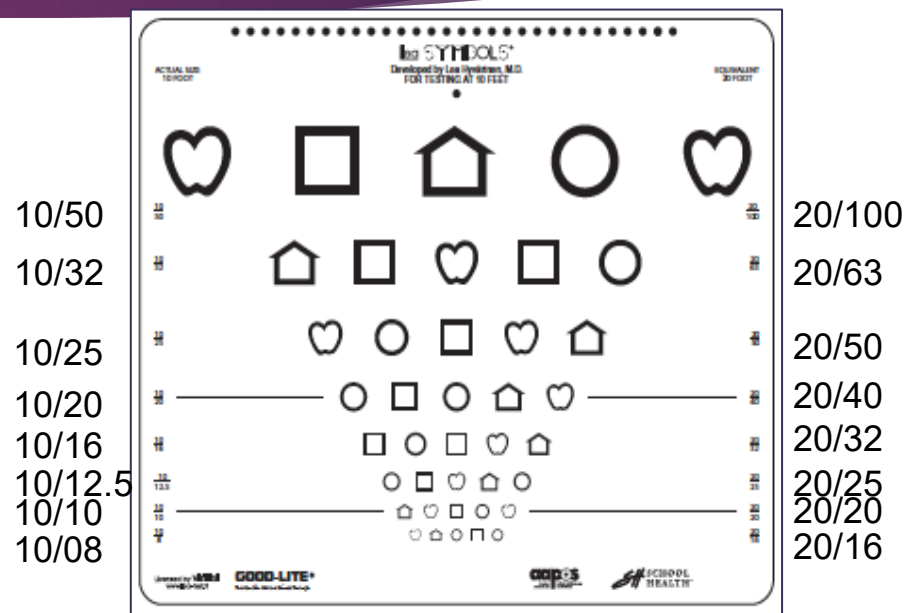 lea SYMBOLS
Developed by Lea Hyvärinen, M.D.
FOR TESTING AT 10 FEET
ACTUAL SIZE
10 FOOT
EQUIVALENT
20 FOOT
10/50 20/100
10/32 20/63
10/25 20/50
10/20 20/40
10/16 20/32
10/12.5 20/25
10/10 20/20
10/08 20/16
GOOD-LITE
aapos
SCHOOL
HEALTH